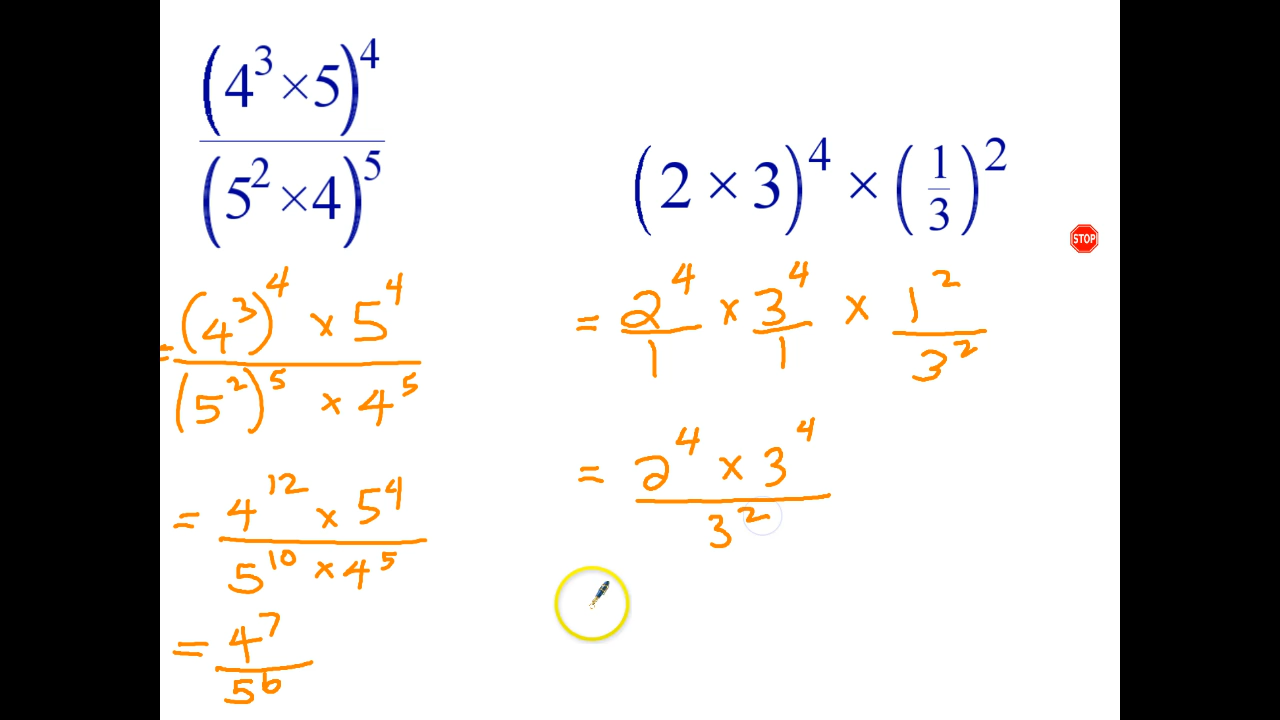 (4³ × 5)⁴ / (5² × 4)⁵
= (4³)⁴ × 5⁴ / (5²)⁵ × 4⁵
= 4¹² × 5⁴ / 5¹⁰ × 4⁵
= 4⁷ / 5⁶
(2 × 3)⁴ × (1/3)²
STOP
= 2⁴/1 × 3⁴/1 × 1²/3²
= 2⁴ × 3⁴ / 3²